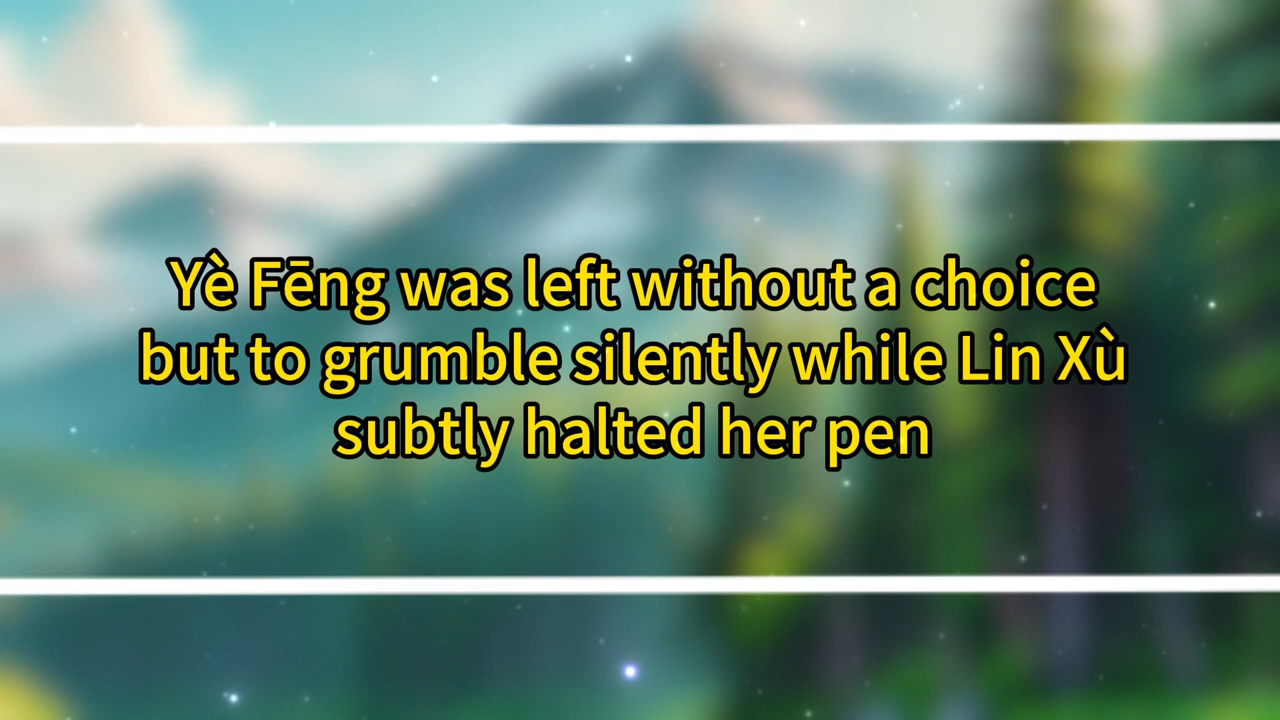 Yè Fēng was left without a choice
but to grumble silently while Lin Xù
subtly halted her pen